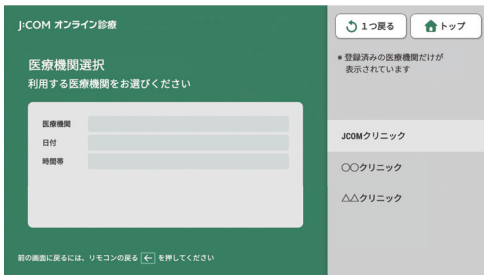 J:COM オンライン診療
医療機関選択
利用する医療機関をお選びください
医療機関
日付
時間帯
前の画面に戻るには、リモコンの戻る ← を押してください
1つ戻る
トップ
● 登録済みの医療機関だけが
表示されています
JCOMクリニック
○○クリニック
△△クリニック